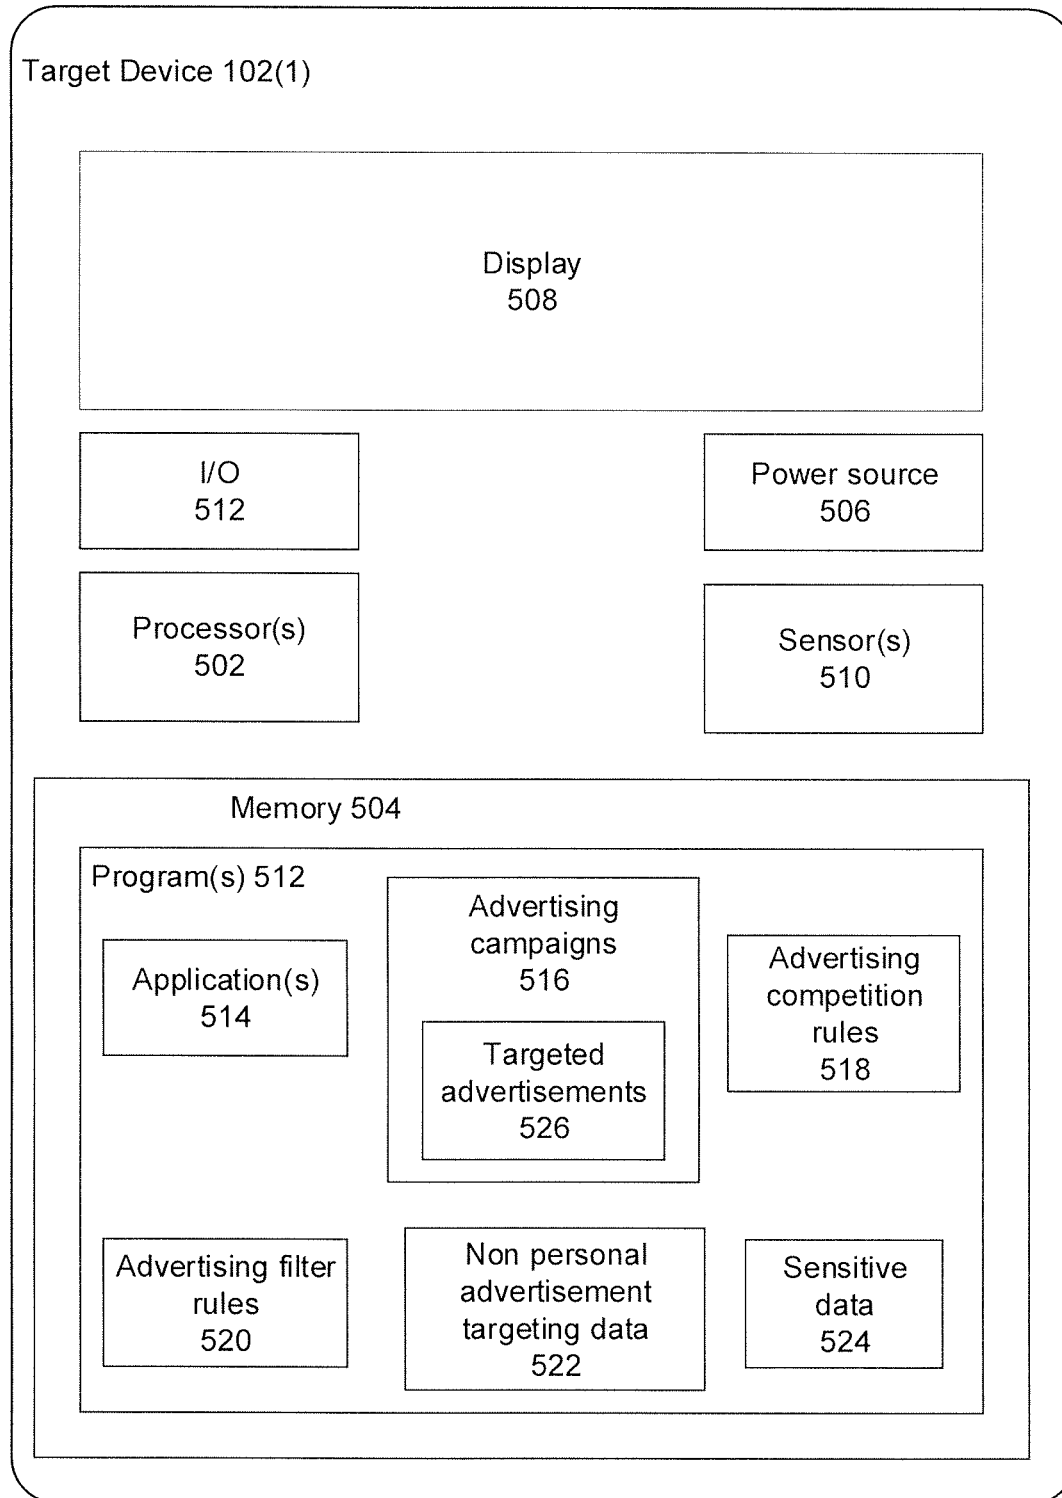 Target Device 102(1)
Display
508
I/O
512
Power source
506
Processor(s)
502
Sensor(s)
510
Memory 504
Program(s) 512
Advertising
campaigns
516
Application(s)
514
Advertising
competition
rules
518
Targeted
advertisements
526
Advertising filter
rules
520
Non personal
advertisement
targeting data
522
Sensitive
data
524